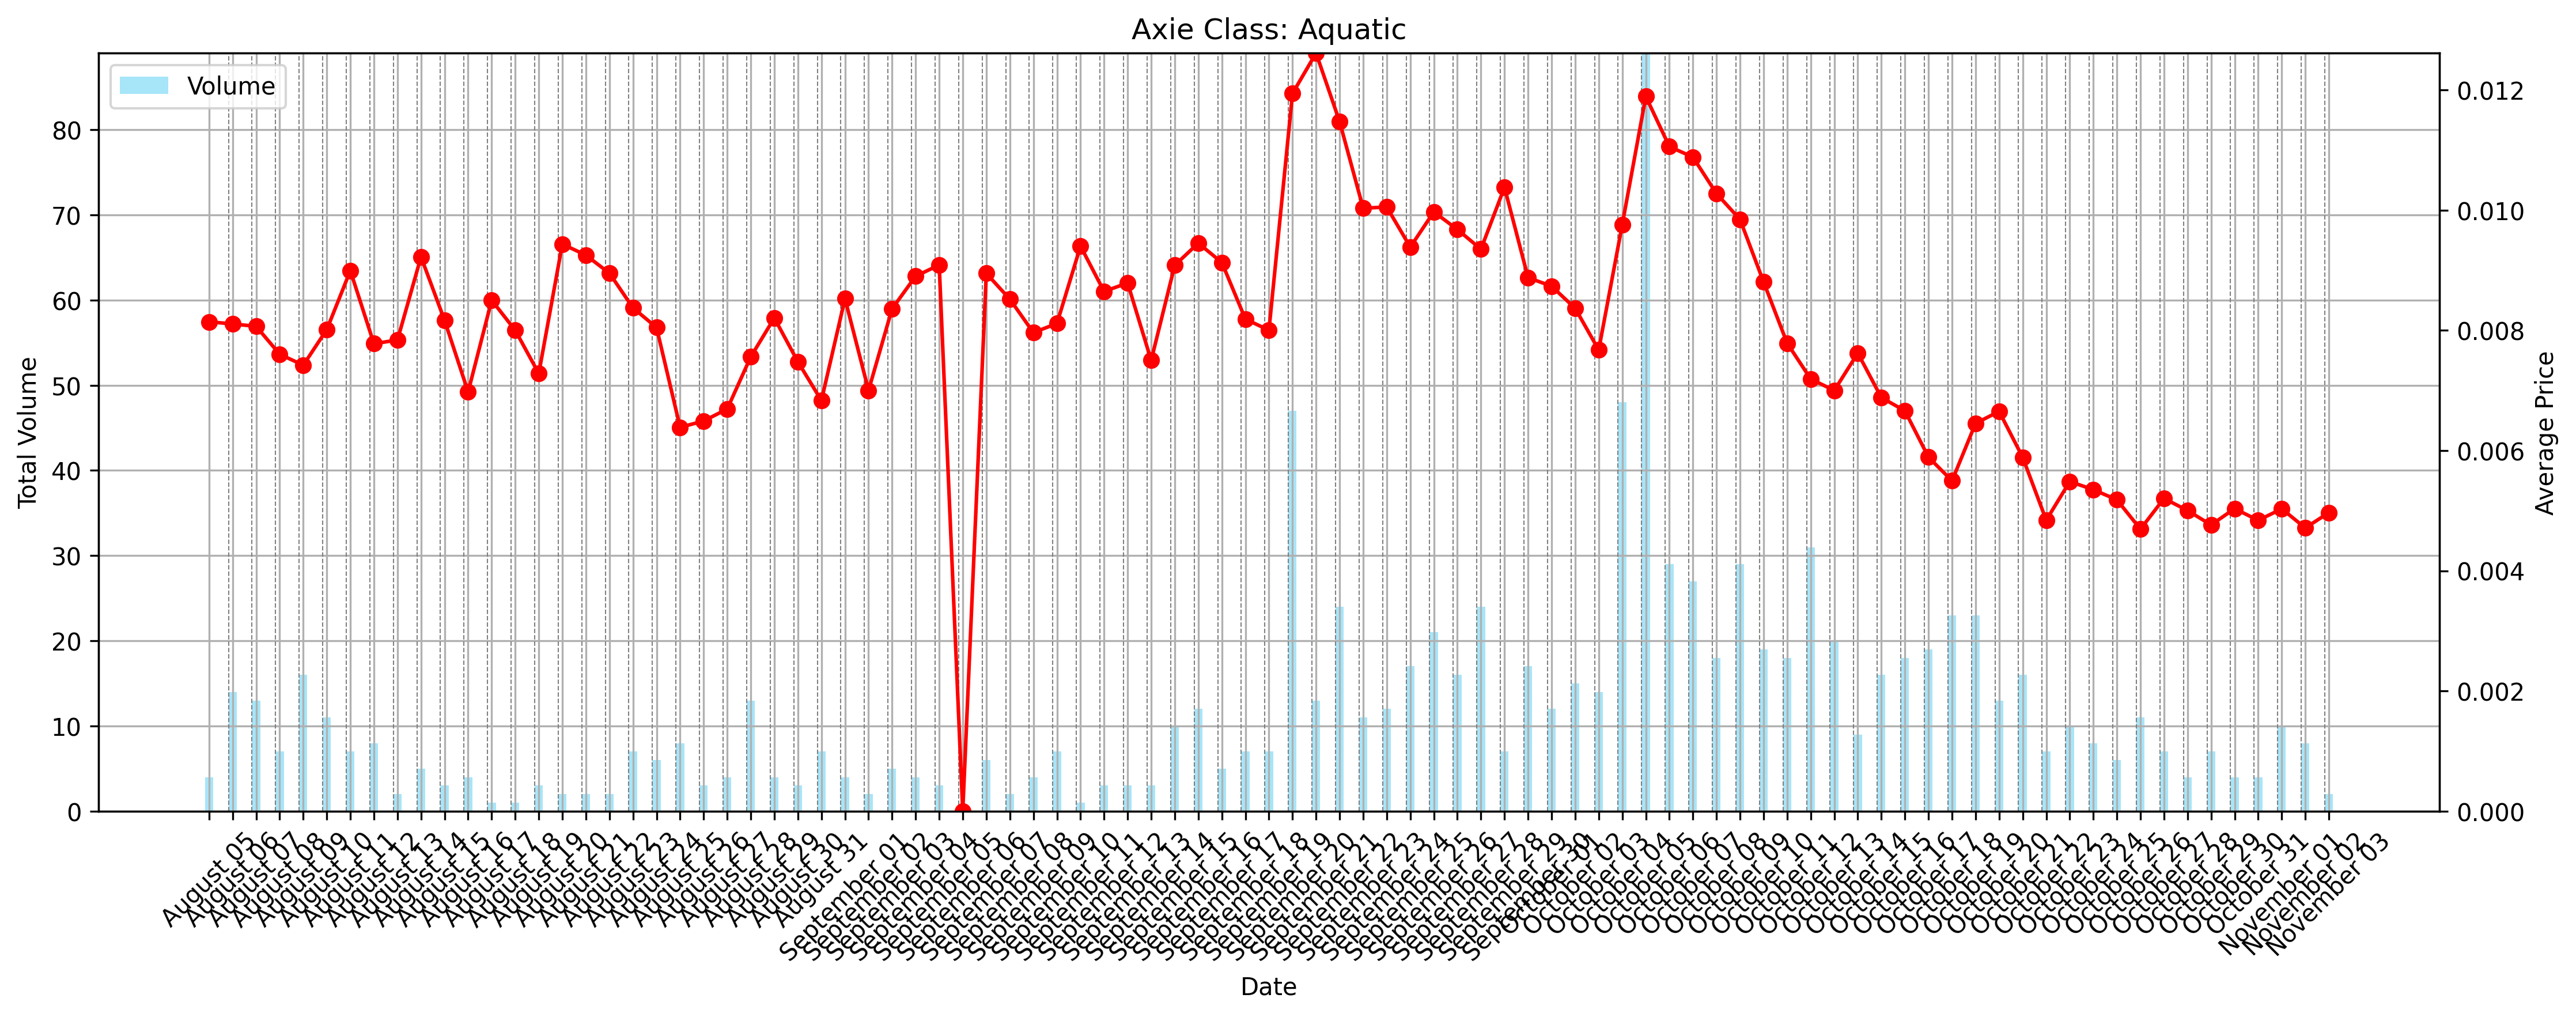 Axie Class: Aquatic
Volume
80
70
60
50
40
30
20
10
0
Total Volume
0.012
0.010
0.008
0.006
0.004
0.002
0.000
Average Price
August 05
August 06
August 07
August 08
August 09
August 10
August 11
August 12
August 13
August 14
August 15
August 16
August 17
August 18
August 19
August 20
August 21
August 22
August 23
August 24
August 25
August 26
August 27
August 28
August 29
August 30
August 31
September 01
September 02
September 03
September 04
September 05
September 06
September 07
September 08
September 09
September 10
September 11
September 12
September 13
September 14
September 15
September 16
September 17
September 18
September 19
September 20
September 21
September 22
September 23
September 24
September 25
September 26
September 27
September 28
September 29
September 30
October 01
October 02
October 03
October 04
October 05
October 06
October 07
October 08
October 09
October 10
October 11
October 12
October 13
October 14
October 15
October 16
October 17
October 18
October 19
October 20
October 21
October 22
October 23
October 24
October 25
October 26
October 27
October 28
October 29
October 30
October 31
November 01
November 02
November 03
Date